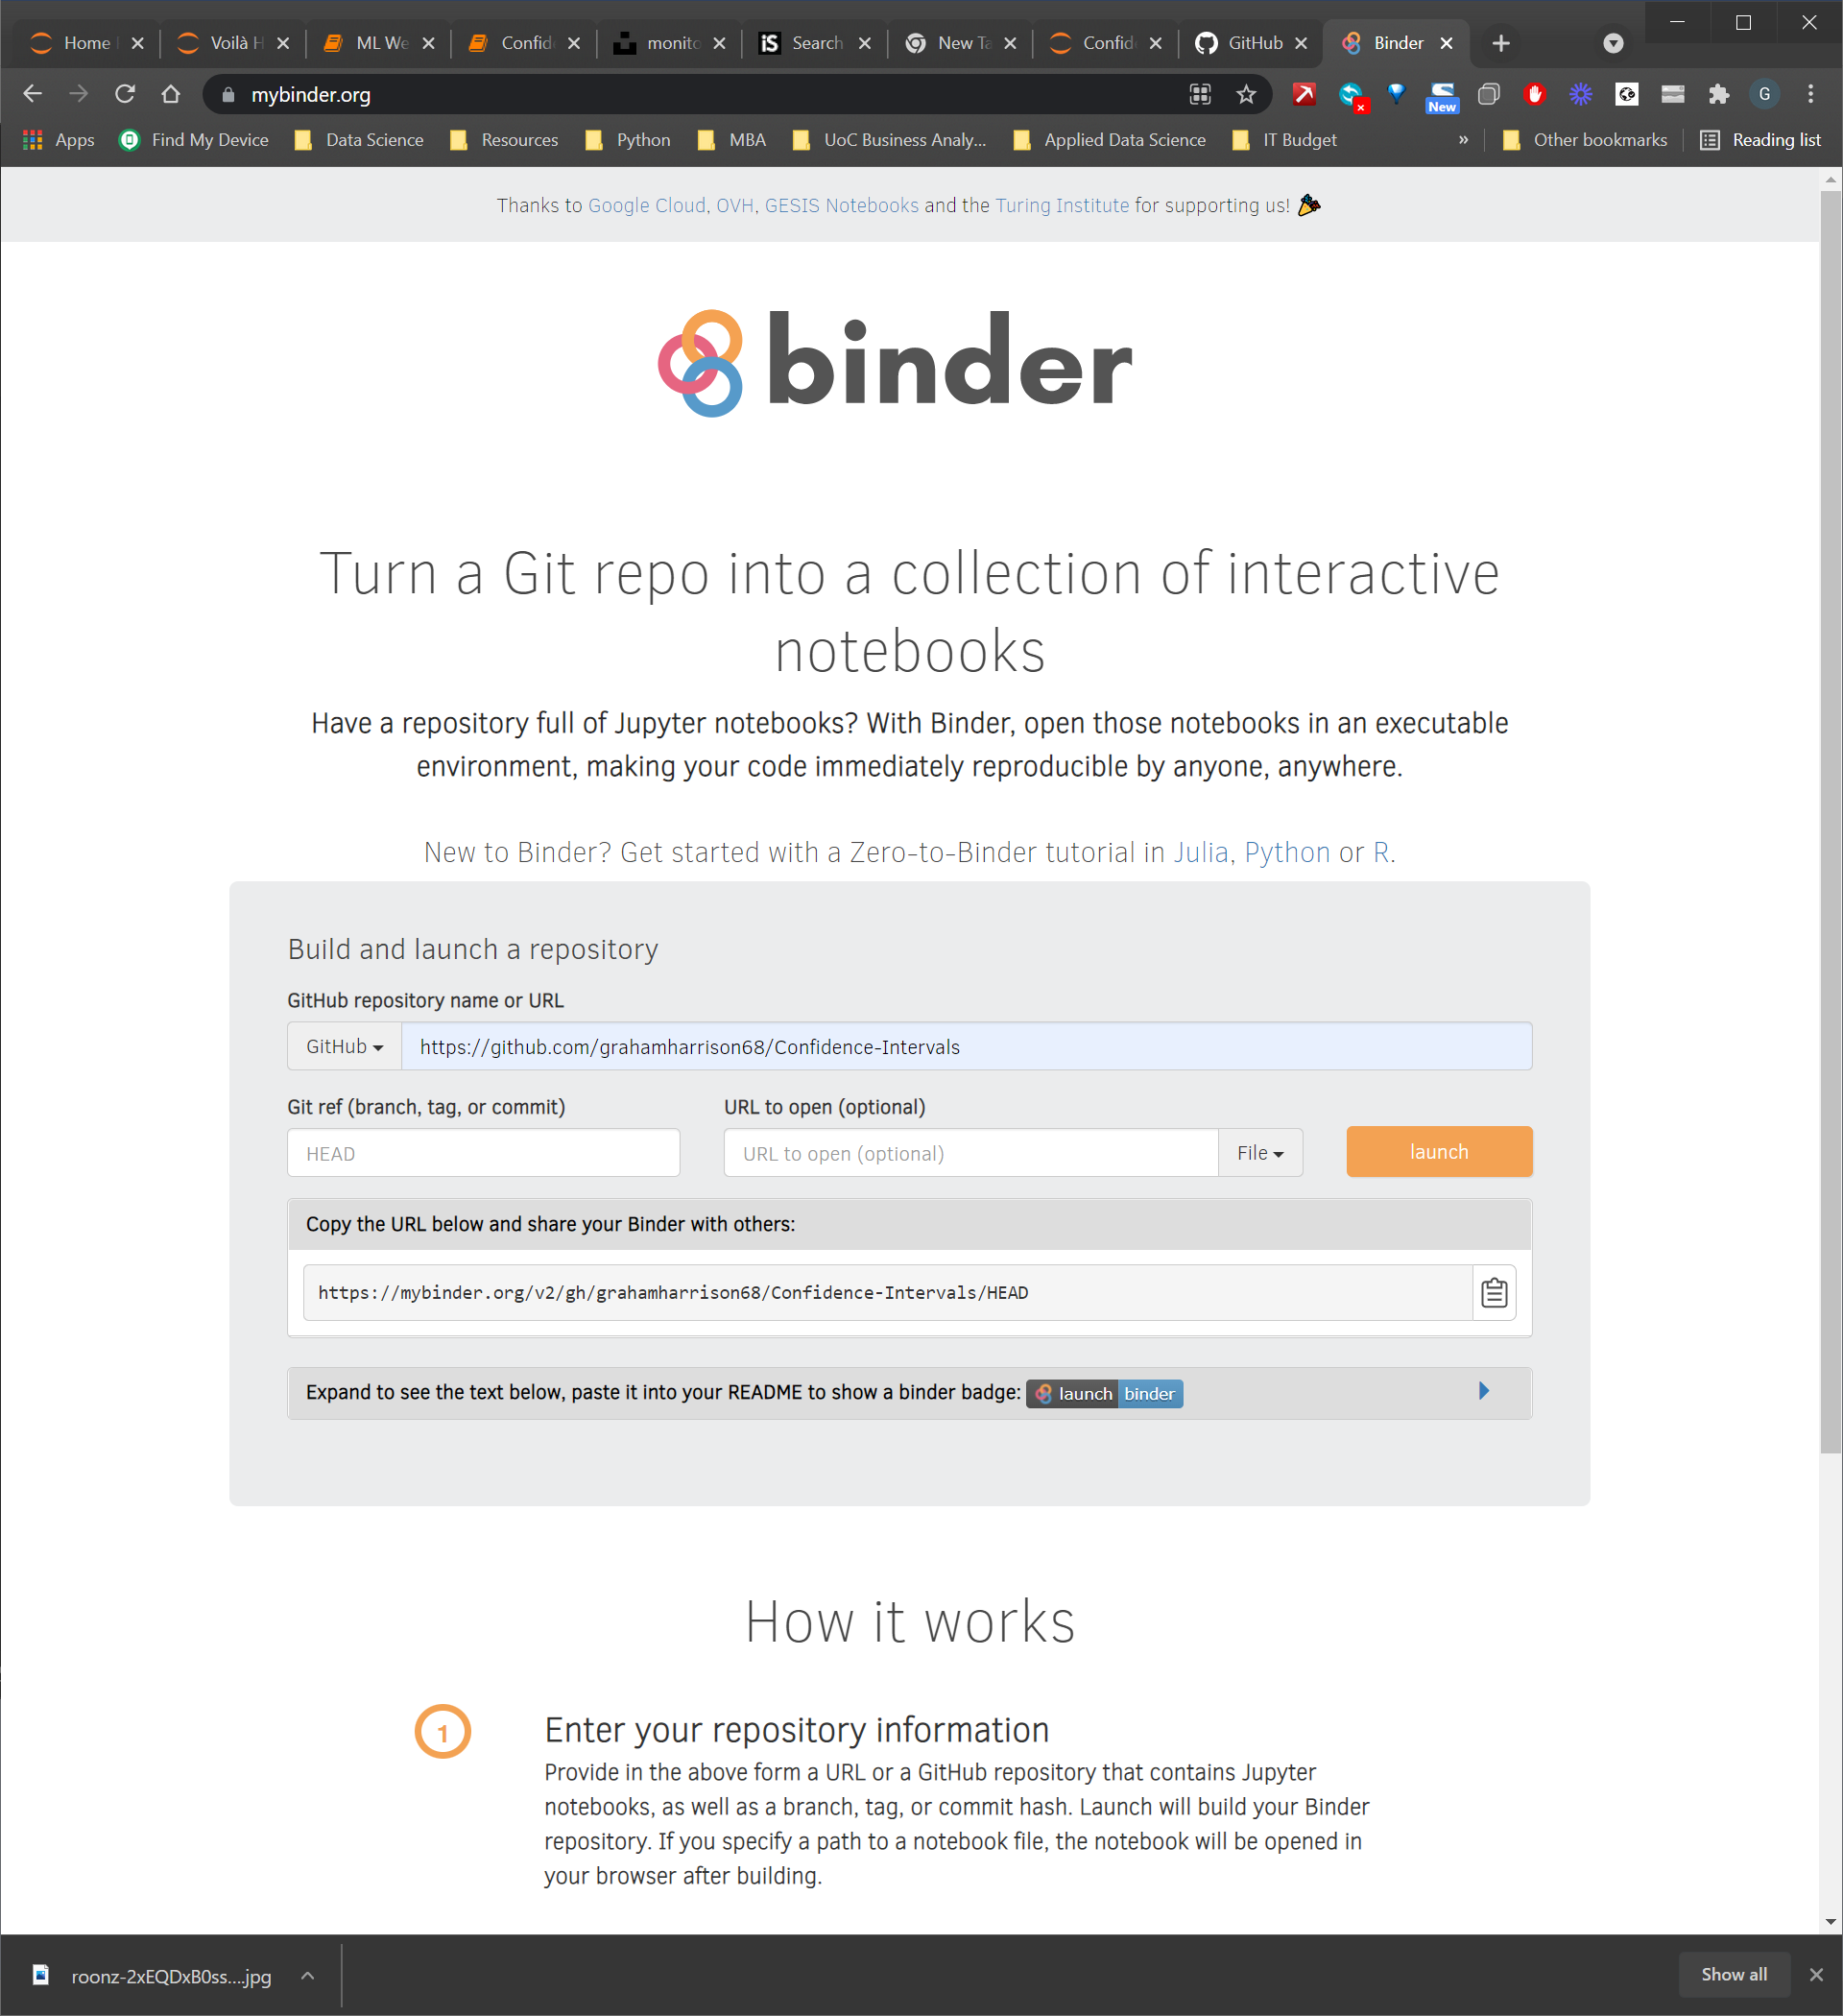 Home
Voilà H
ML We
Confid
monito
iS
Search
New Ta
Confid
GitHub
Binder
mybinder.org
New
G
Apps
Find My Device
Data Science
Resources
Python
MBA
UoC Business Analy...
Applied Data Science
IT Budget
»
Other bookmarks
Reading list
Thanks to Google Cloud, OVH, GESIS Notebooks and the Turing Institute for supporting us! 🎉
binder
Turn a Git repo into a collection of interactive
notebooks
Have a repository full of Jupyter notebooks? With Binder, open those notebooks in an executable
environment, making your code immediately reproducible by anyone, anywhere.
New to Binder? Get started with a Zero-to-Binder tutorial in Julia, Python or R.
Build and launch a repository
GitHub repository name or URL
GitHub
https://github.com/grahamharrison68/Confidence-Intervals
Git ref (branch, tag, or commit)
URL to open (optional)
HEAD
URL to open (optional)
File
launch
Copy the URL below and share your Binder with others:
https://mybinder.org/v2/gh/grahamharrison68/Confidence-Intervals/HEAD
Expand to see the text below, paste it into your README to show a binder badge: launch binder
How it works
1
Enter your repository information
Provide in the above form a URL or a GitHub repository that contains Jupyter
notebooks, as well as a branch, tag, or commit hash. Launch will build your Binder
repository. If you specify a path to a notebook file, the notebook will be opened in
your browser after building.
roonz-2xEQDxB0ss....jpg
Show all